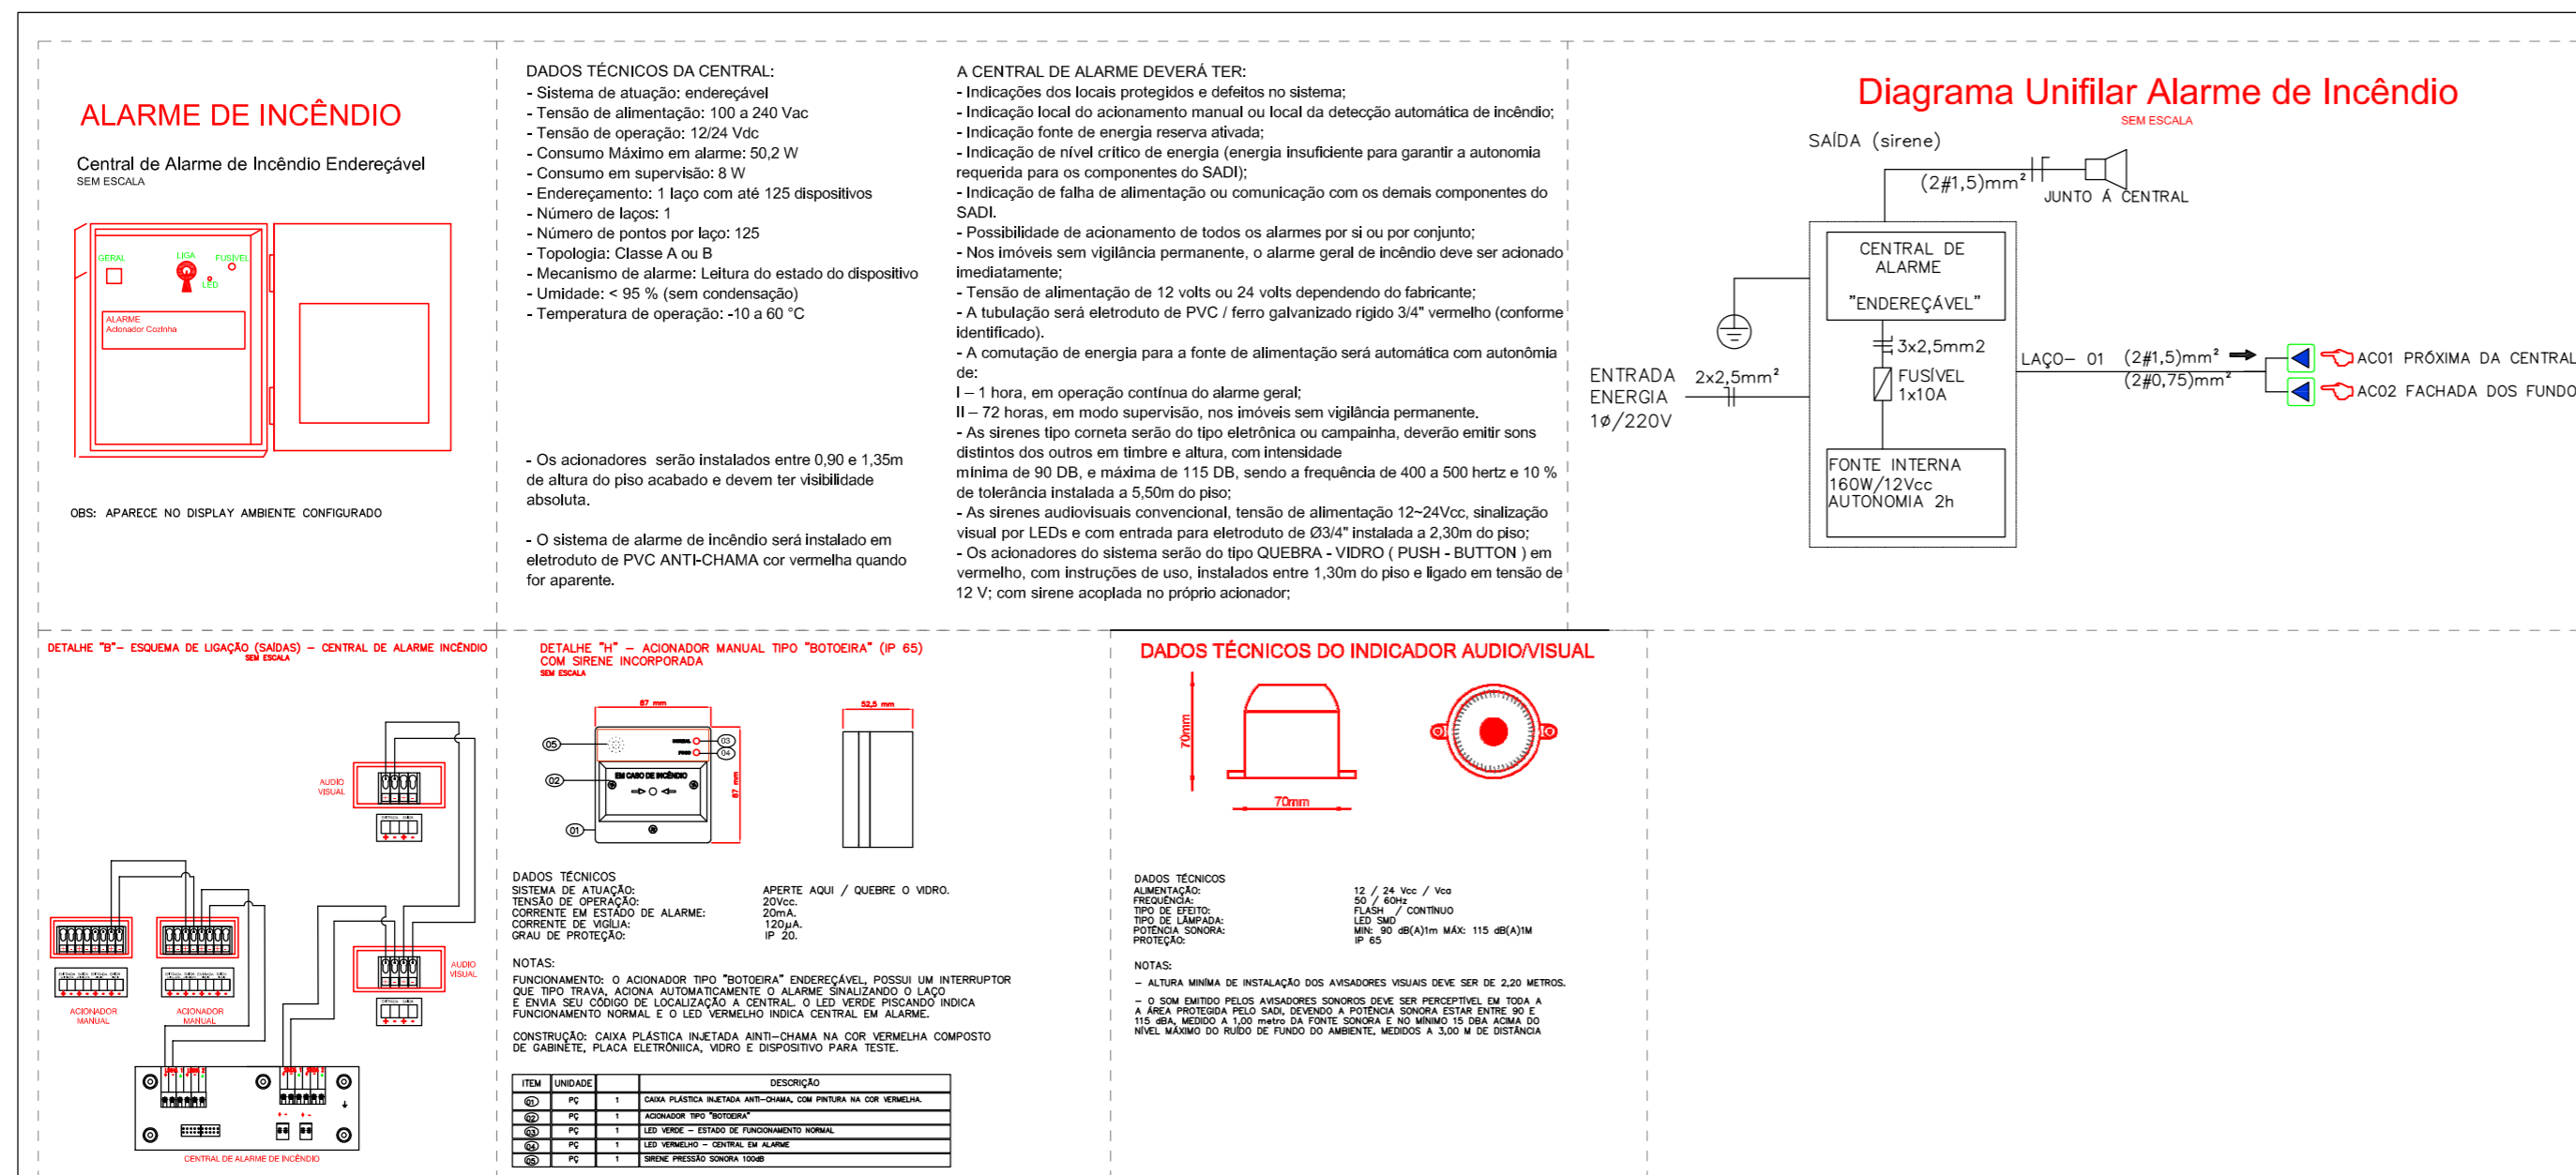 ALARME DE INCÊNDIO
Central de Alarme de Incêndio Endereçável
SEM ESCALA
GERAL
LIGA
FUSÍVEL
LED
ALARME
Acionador Cozinha
OBS: APARECE NO DISPLAY AMBIENTE CONFIGURADO
DADOS TÉCNICOS DA CENTRAL:
- Sistema de atuação: endereçável
- Tensão de alimentação: 100 a 240 Vac
- Tensão de operação: 12/24 Vdc
- Consumo Máximo em alarme: 50,2 W
- Consumo em supervisão: 8 W
- Endereçamento: 1 laço com até 125 dispositivos
- Número de laços: 1
- Número de pontos por laço: 125
- Topologia: Classe A ou B
- Mecanismo de alarme: Leitura do estado do dispositivo
- Umidade: < 95 % (sem condensação)
- Temperatura de operação: -10 a 60 °C
- Os acionadores serão instalados entre 0,90 e 1,35m
de altura do piso acabado e devem ter visibilidade
absoluta.
- O sistema de alarme de incêndio será instalado em
eletroduto de PVC ANTI-CHAMA cor vermelha quando
for aparente.
A CENTRAL DE ALARME DEVERÁ TER:
- Indicações dos locais protegidos e defeitos no sistema;
- Indicação local do acionamento manual ou local da detecção automática de incêndio;
- Indicação fonte de energia reserva ativada;
- Indicação de nível crítico de energia (energia insuficiente para garantir a autonomia
requerida para os componentes do SADI);
- Indicação de falha de alimentação ou comunicação com os demais componentes do
SADI.
- Possibilidade de acionamento de todos os alarmes por si ou por conjunto;
- Nos imóveis sem vigilância permanente, o alarme geral de incêndio deve ser acionado
imediatamente;
- Tensão de alimentação de 12 volts ou 24 volts dependendo do fabricante;
- A tubulação será eletroduto de PVC / ferro galvanizado rígido 3/4" vermelho (conforme
identificado).
- A comutação de energia para a fonte de alimentação será automática com autonômia
de:
I – 1 hora, em operação contínua do alarme geral;
II – 72 horas, em modo supervisão, nos imóveis sem vigilância permanente.
- As sirenes tipo corneta serão do tipo eletrônica ou campainha, deverão emitir sons
distintos dos outros em timbre e altura, com intensidade
mínima de 90 DB, e máxima de 115 DB, sendo a frequência de 400 a 500 hertz e 10 %
de tolerância instalada a 5,50m do piso;
- As sirenes audiovisuais convencional, tensão de alimentação 12~24Vcc, sinalização
visual por LEDs e com entrada para eletroduto de Ø3/4" instalada a 2,30m do piso;
- Os acionadores do sistema serão do tipo QUEBRA - VIDRO ( PUSH - BUTTON ) em
vermelho, com instruções de uso, instalados entre 1,30m do piso e ligado em tensão de
12 V; com sirene acoplada no próprio acionador;
Diagrama Unifilar Alarme de Incêndio
SEM ESCALA
SAÍDA (sirene)
(2#1,5)mm²
JUNTO Á CENTRAL
CENTRAL DE
ALARME
"ENDEREÇÁVEL"
3x2,5mm2
FUSÍVEL
1x10A
FONTE INTERNA
160W/12Vcc
AUTONOMIA 2h
ENTRADA
ENERGIA
1ø/220V
2x2,5mm²
LAÇO- 01
(2#1,5)mm²
(2#0,75)mm²
AC01 PRÓXIMA DA CENTRAL
AC02 FACHADA DOS FUNDO
DETALHE "B"- ESQUEMA DE LIGAÇÃO (SAÍDAS) – CENTRAL DE ALARME INCÊNDIO
SEM ESCALA
AUDIO
VISUAL
AUDIO
VISUAL
ACIONADOR
MANUAL
ACIONADOR
MANUAL
CENTRAL DE ALARME DE INCÊNDIO
DETALHE "H" – ACIONADOR MANUAL TIPO "BOTOEIRA" (IP 65)
COM SIRENE INCORPORADA
SEM ESCALA
87 mm
52,5 mm
87 mm
05
03
04
02
01
EM CASO DE INCÊNDIO
DADOS TÉCNICOS
SISTEMA DE ATUAÇÃO: APERTE AQUI / QUEBRE O VIDRO.
TENSÃO DE OPERAÇÃO: 20Vcc.
CORRENTE EM ESTADO DE ALARME: 20mA.
CORRENTE DE VIGÍLIA: 120µA.
GRAU DE PROTEÇÃO: IP 20.
NOTAS:
FUNCIONAMENTO: O ACIONADOR TIPO "BOTOEIRA" ENDEREÇÁVEL, POSSUI UM INTERRUPTOR
QUE TIPO TRAVA, ACIONA AUTOMATICAMENTE O ALARME SINALIZANDO O LAÇO
E ENVIA SEU CÓDIGO DE LOCALIZAÇÃO A CENTRAL. O LED VERDE PISCANDO INDICA
FUNCIONAMENTO NORMAL E O LED VERMELHO INDICA CENTRAL EM ALARME.
CONSTRUÇÃO: CAIXA PLÁSTICA INJETADA AINTI–CHAMA NA COR VERMELHA COMPOSTO
DE GABINETE, PLACA ELETRÔNIICA, VIDRO E DISPOSITIVO PARA TESTE.
ITEM UNIDADE DESCRIÇÃO
01 PÇ 1 CAIXA PLÁSTICA INJETADA ANTI–CHAMA, COM PINTURA NA COR VERMELHA.
02 PÇ 1 ACIONADOR TIPO "BOTOEIRA"
03 PÇ 1 LED VERDE – ESTADO DE FUNCIONAMENTO NORMAL
04 PÇ 1 LED VERMELHO – CENTRAL EM ALARME
05 PÇ 1 SIRENE PRESSÃO SONORA 100dB
DADOS TÉCNICOS DO INDICADOR AUDIO/VISUAL
70mm
70mm
DADOS TÉCNICOS
ALIMENTAÇÃO: 12 / 24 Vcc / Vca
FREQUÊNCIA: 50 / 60Hz
TIPO DE EFEITO: FLASH / CONTÍNUO
TIPO DE LÂMPADA: LED SMD
POTÊNCIA SONORA: MIN: 90 dB(A)1m MÁX: 115 dB(A)1M
PROTEÇÃO: IP 65
NOTAS:
– ALTURA MINÍMA DE INSTALAÇÃO DOS AVISADORES VISUAIS DEVE SER DE 2,20 METROS.
– O SOM EMITIDO PELOS AVISADORES SONOROS DEVE SER PERCEPTÍVEL EM TODA A
A ÁREA PROTEGIDA PELO SADI, DEVENDO A POTÊNCIA SONORA ESTAR ENTRE 90 E
115 dBA, MEDIDO A 1,00 metro DA FONTE SONORA E NO MÍNIMO 15 DBA ACIMA DO
NÍVEL MÁXIMO DO RUÍDO DE FUNDO DO AMBIENTE, MEDIDOS A 3,00 M DE DISTÂNCIA